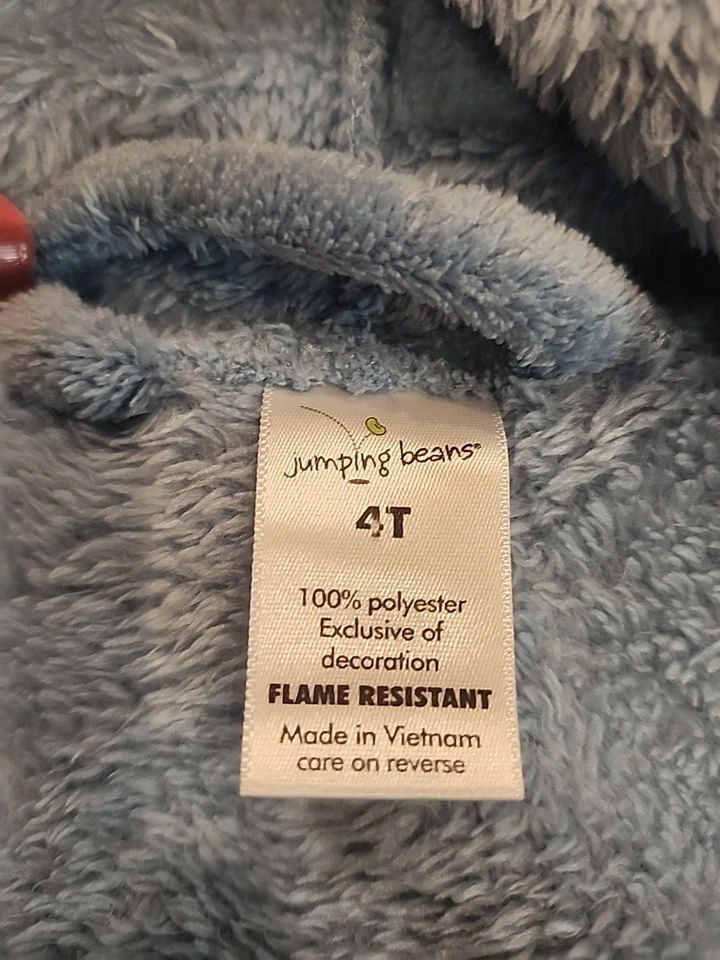 jumping beans®
4T
100% polyester
Exclusive of
decoration
FLAME RESISTANT
Made in Vietnam
care on reverse